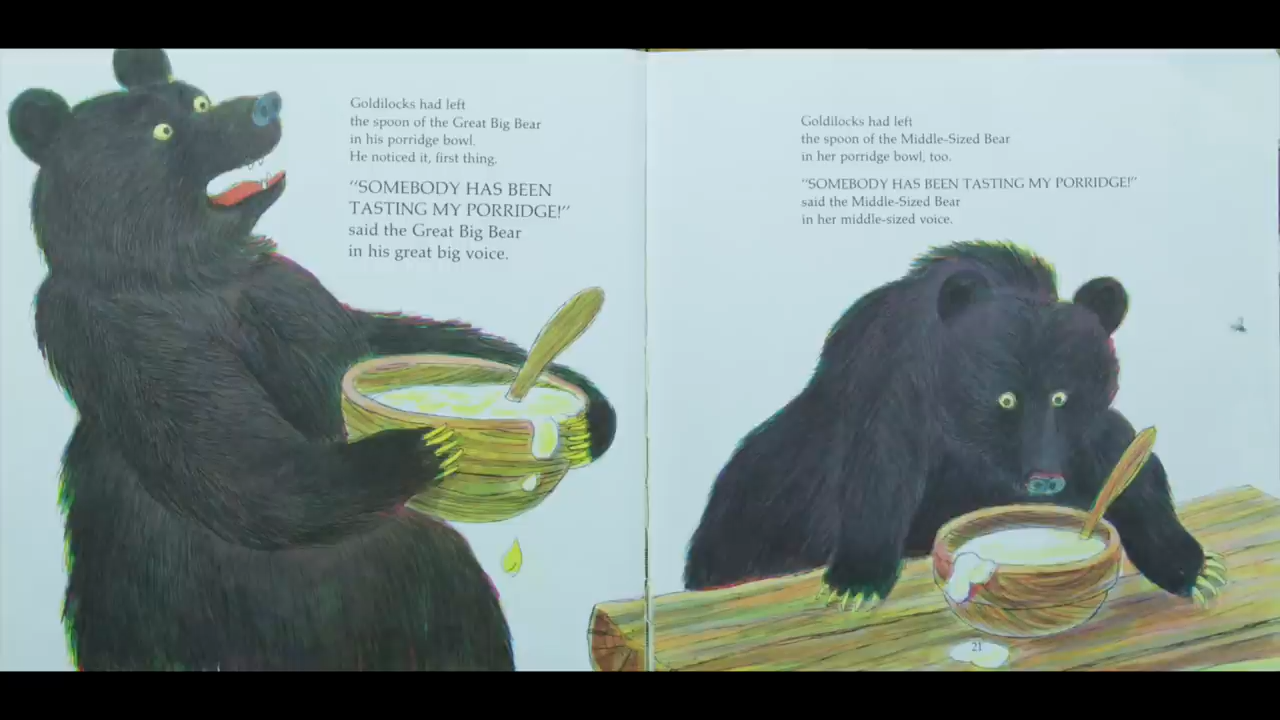 Goldilocks had left
the spoon of the Great Big Bear
in his porridge bowl.
He noticed it, first thing.
“SOMEBODY HAS BEEN
TASTING MY PORRIDGE!”
said the Great Big Bear
in his great big voice.
Goldilocks had left
the spoon of the Middle-Sized Bear
in her porridge bowl, too.
“SOMEBODY HAS BEEN TASTING MY PORRIDGE!”
said the Middle-Sized Bear
in her middle-sized voice.
21